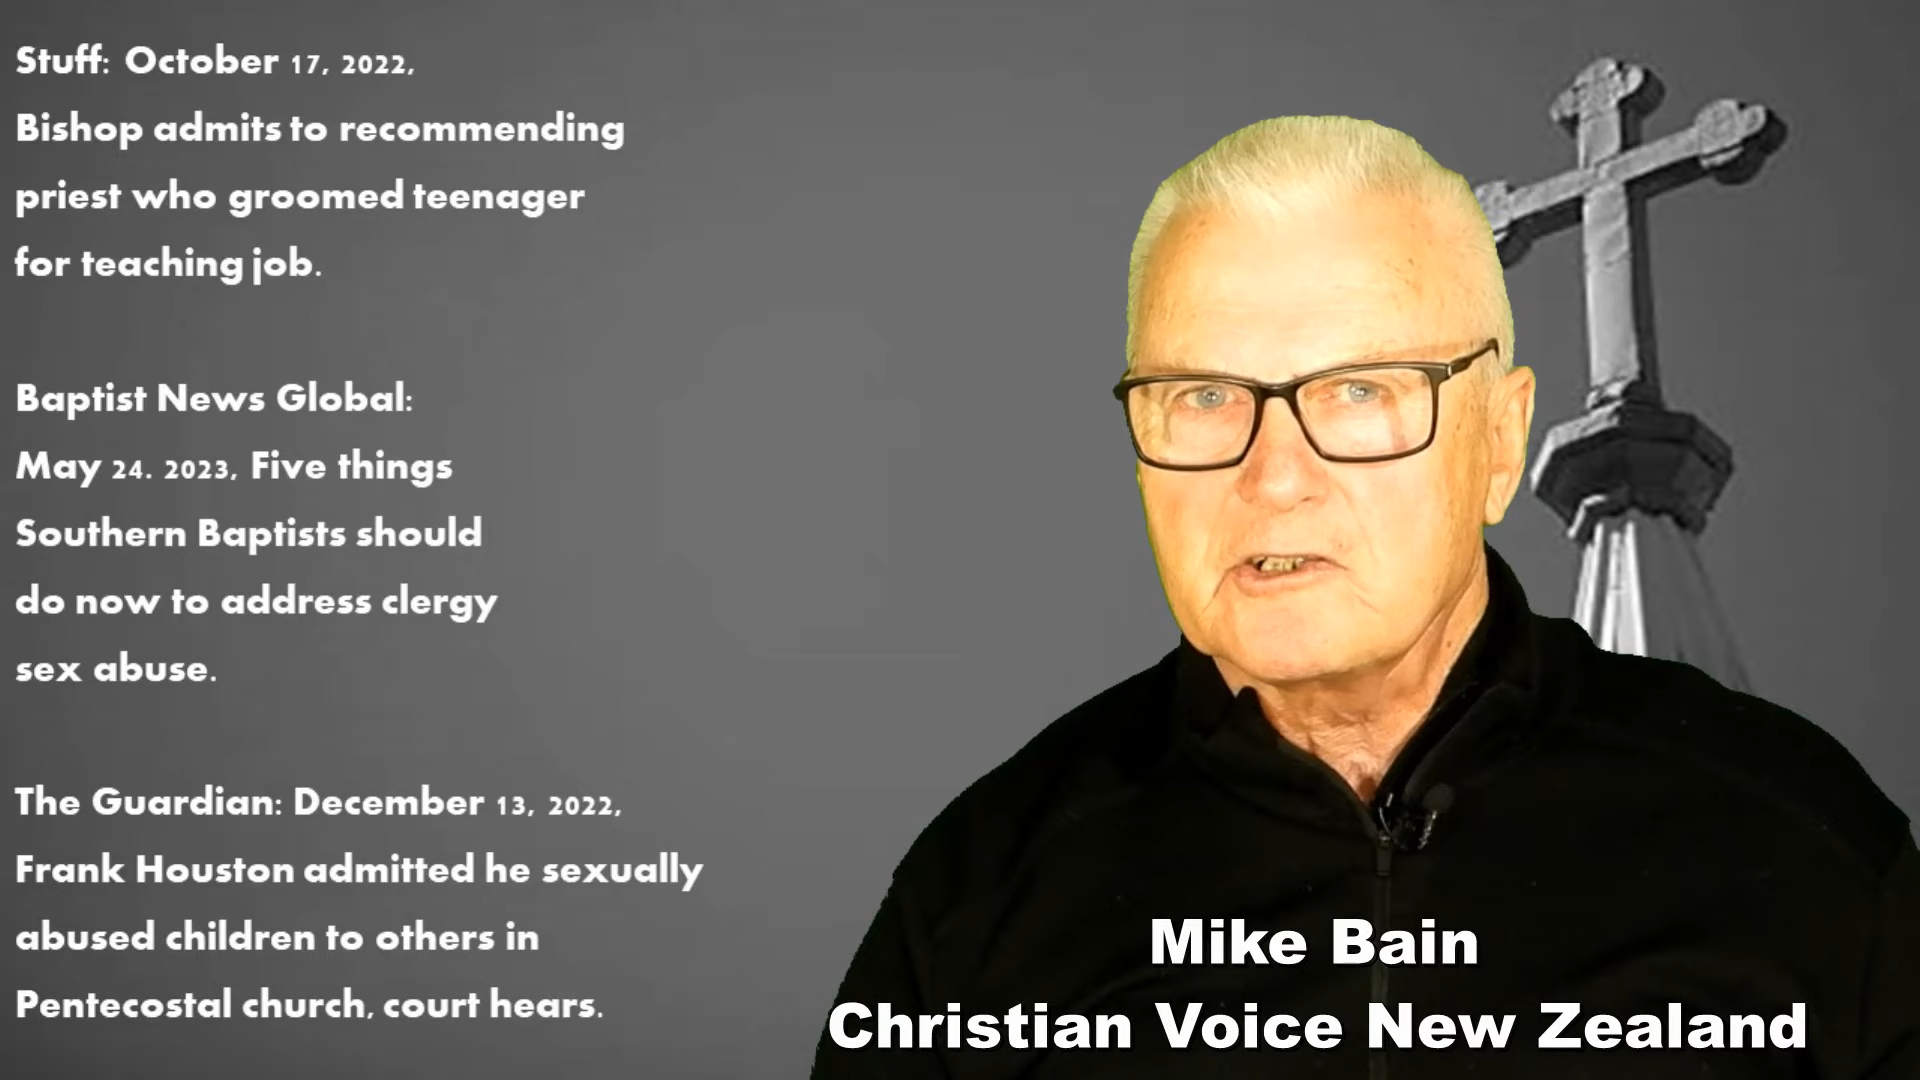 Stuff: October 17, 2022,
Bishop admits to recommending
priest who groomed teenager
for teaching job.
Baptist News Global:
May 24. 2023, Five things
Southern Baptists should
do now to address clergy
sex abuse.
The Guardian: December 13, 2022,
Frank Houston admitted he sexually
abused children to others in
Pentecostal church, court hears.
Mike Bain
Christian Voice New Zealand